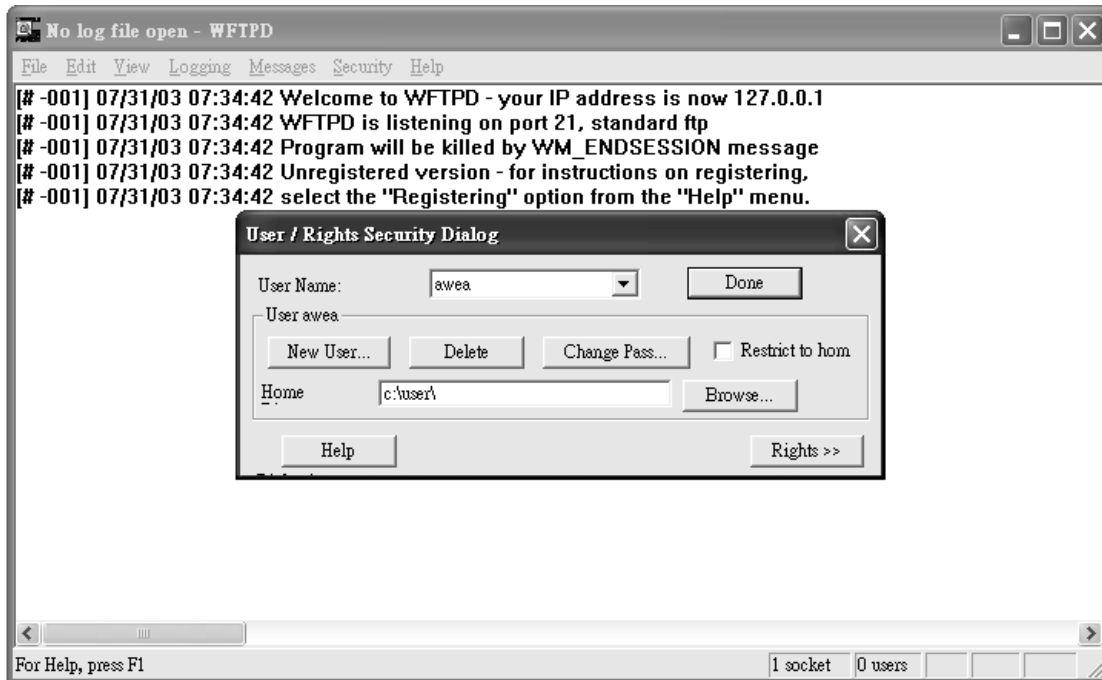 No log file open - WFTPD
File Edit View Logging Messages Security Help
[# -001] 07/31/03 07:34:42 Welcome to WFTPD - your IP address is now 127.0.0.1
[# -001] 07/31/03 07:34:42 WFTPD is listening on port 21, standard ftp
[# -001] 07/31/03 07:34:42 Program will be killed by WM_ENDSESSION message
[# -001] 07/31/03 07:34:42 Unregistered version - for instructions on registering,
[# -001] 07/31/03 07:34:42 select the "Registering" option from the "Help" menu.
User / Rights Security Dialog
User Name: awea Done
User awea
New User... Delete Change Pass... Restrict to hom
Home c:\user\ Browse...
Help Rights >>
For Help, press F1 1 socket 0 users